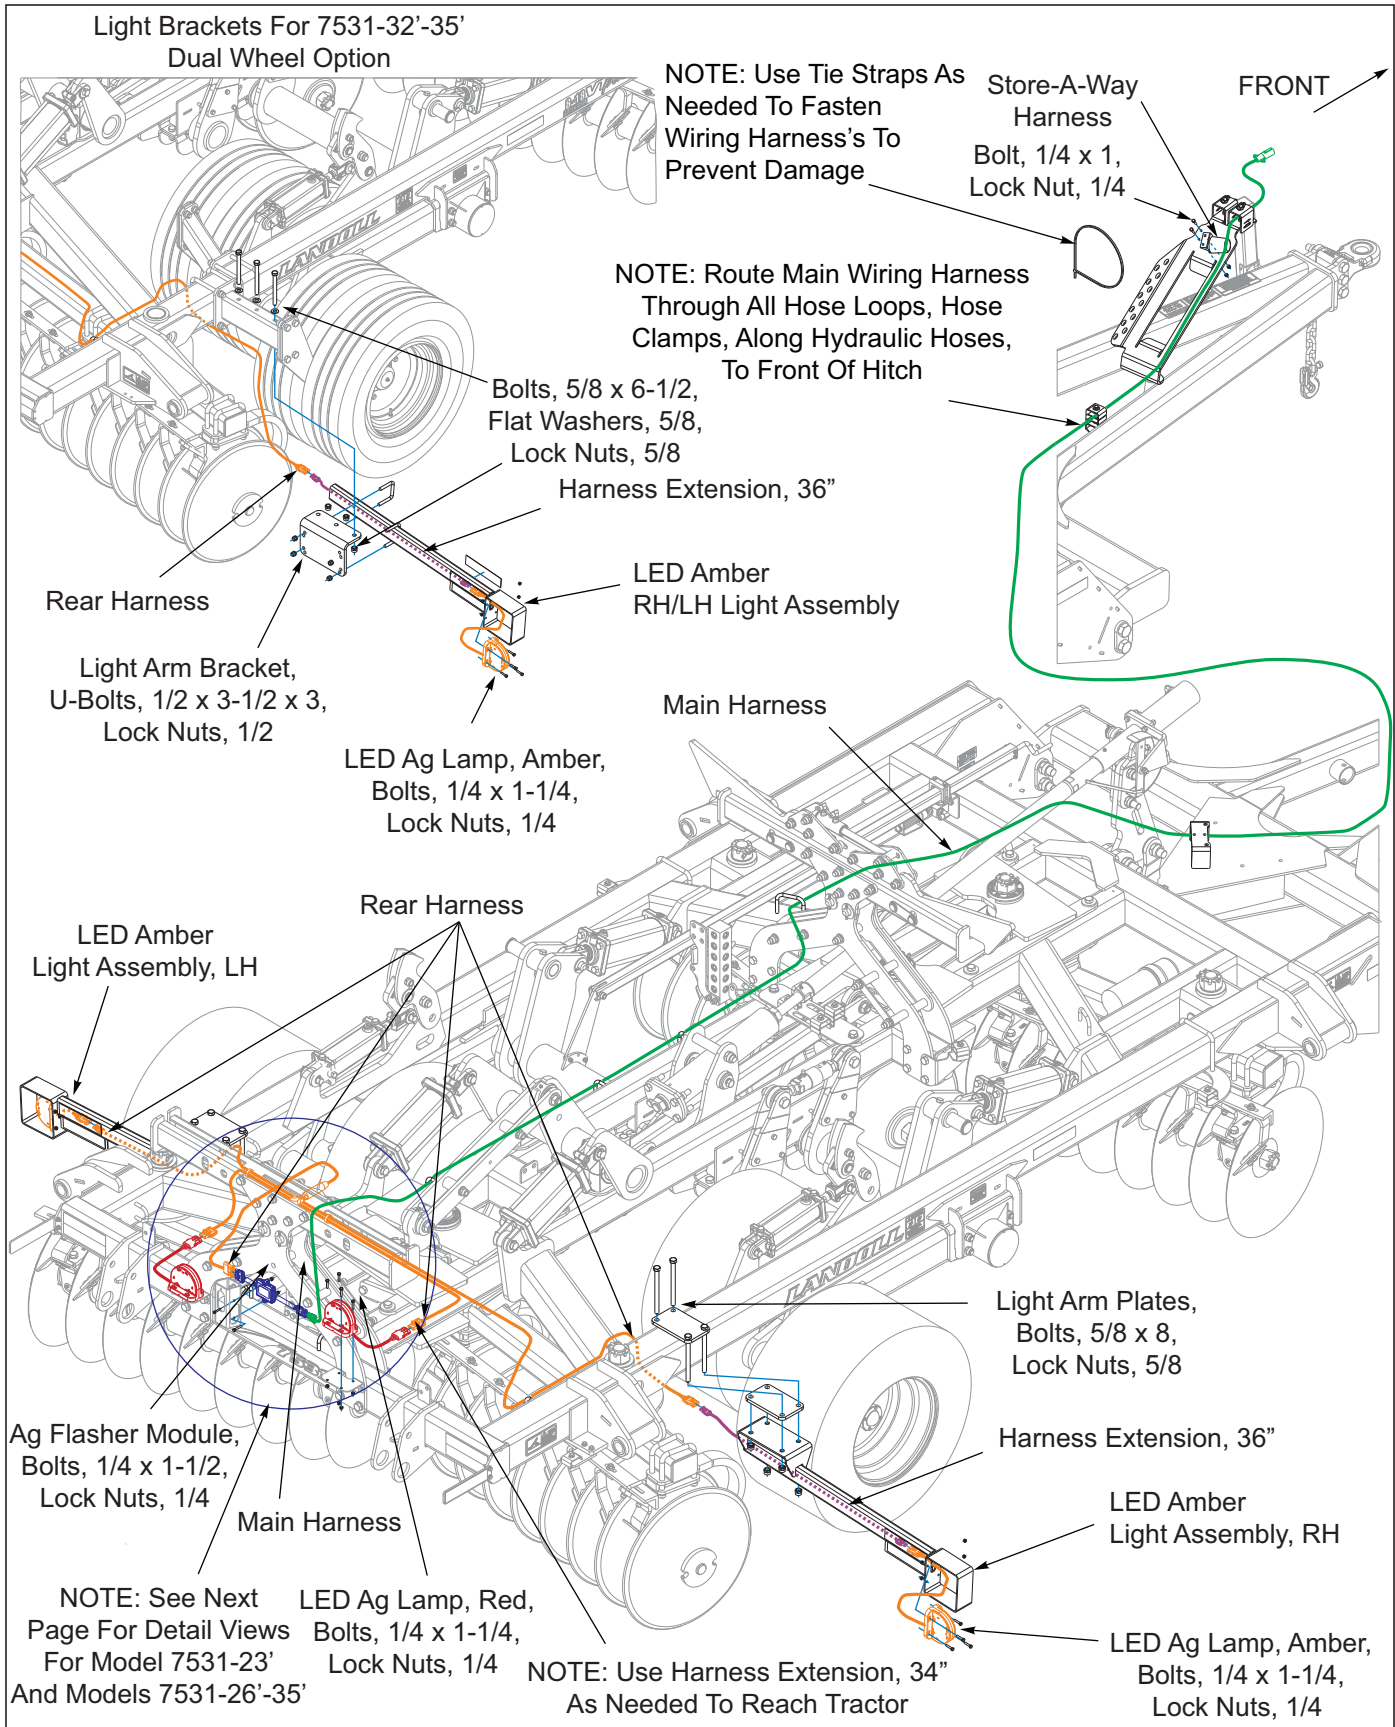 Light Brackets For 7531-32’-35’
Dual Wheel Option
NOTE: Use Tie Straps As
Needed To Fasten
Wiring Harness’s To
Prevent Damage
Store-A-Way
Harness
Bolt, 1/4 x 1,
Lock Nut, 1/4
FRONT
NOTE: Route Main Wiring Harness
Through All Hose Loops, Hose
Clamps, Along Hydraulic Hoses,
To Front Of Hitch
LANDOLL
Bolts, 5/8 x 6-1/2,
Flat Washers, 5/8,
Lock Nuts, 5/8
Harness Extension, 36”
Rear Harness
LED Amber
RH/LH Light Assembly
Light Arm Bracket,
U-Bolts, 1/2 x 3-1/2 x 3,
Lock Nuts, 1/2
LED Ag Lamp, Amber,
Bolts, 1/4 x 1-1/4,
Lock Nuts, 1/4
Main Harness
Rear Harness
LED Amber
Light Assembly, LH
LANDOLL
Light Arm Plates,
Bolts, 5/8 x 8,
Lock Nuts, 5/8
Harness Extension, 36”
LED Amber
Light Assembly, RH
Ag Flasher Module,
Bolts, 1/4 x 1-1/2,
Lock Nuts, 1/4
Main Harness
NOTE: See Next
Page For Detail Views
For Model 7531-23’
And Models 7531-26’-35’
LED Ag Lamp, Red,
Bolts, 1/4 x 1-1/4,
Lock Nuts, 1/4
NOTE: Use Harness Extension, 34”
As Needed To Reach Tractor
LED Ag Lamp, Amber,
Bolts, 1/4 x 1-1/4,
Lock Nuts, 1/4